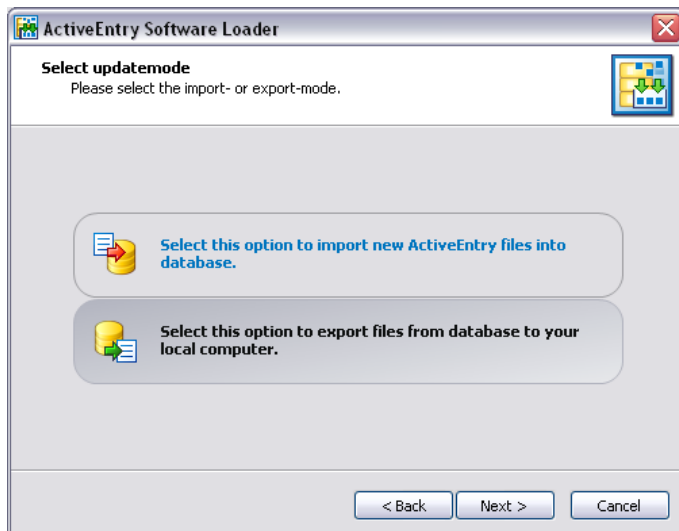 ActiveEntry Software Loader
Select updatemode
Please select the import- or export-mode.
Select this option to import new ActiveEntry files into
database.
Select this option to export files from database to your
local computer.
< Back
Next >
Cancel